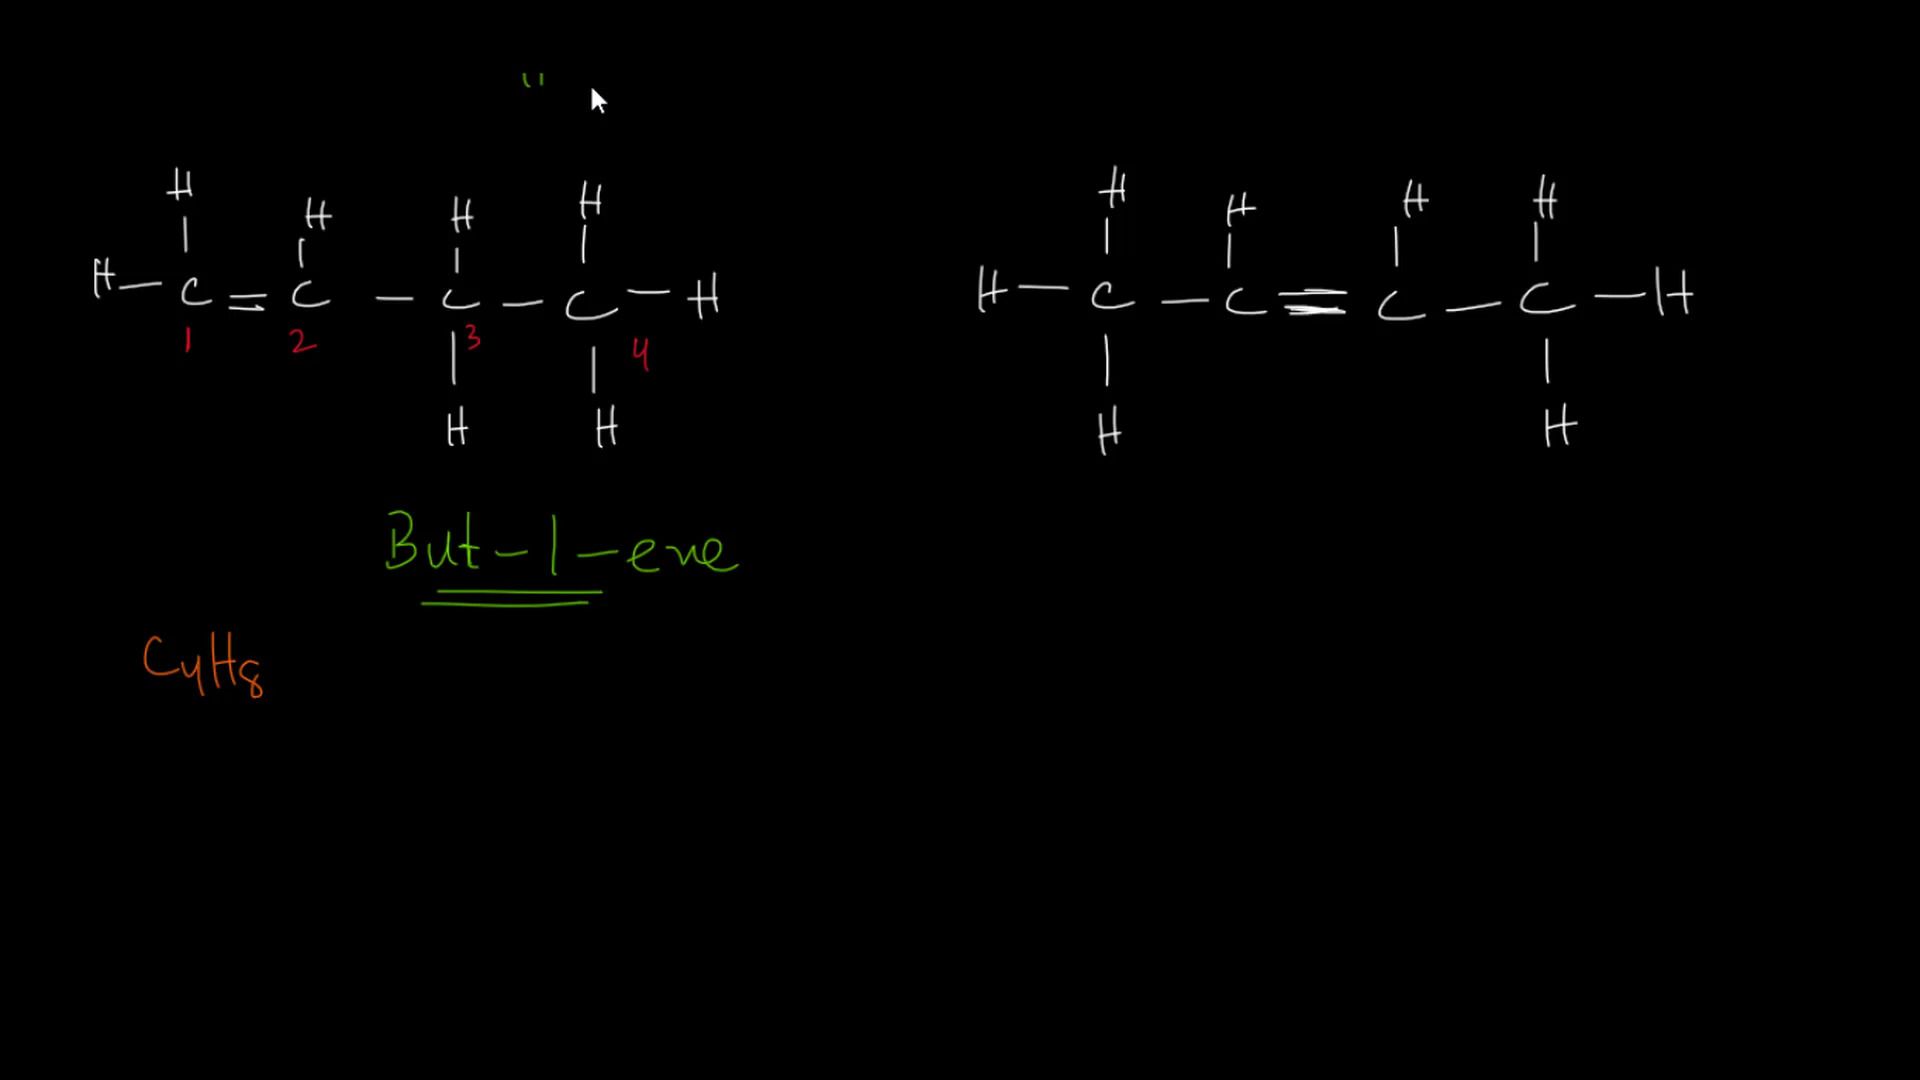 "
H H H H H H H H
H - C = C - C - C - H H - C - C = C - C - H
1 2 3 4
H H H H
But-1-ene
C4H8